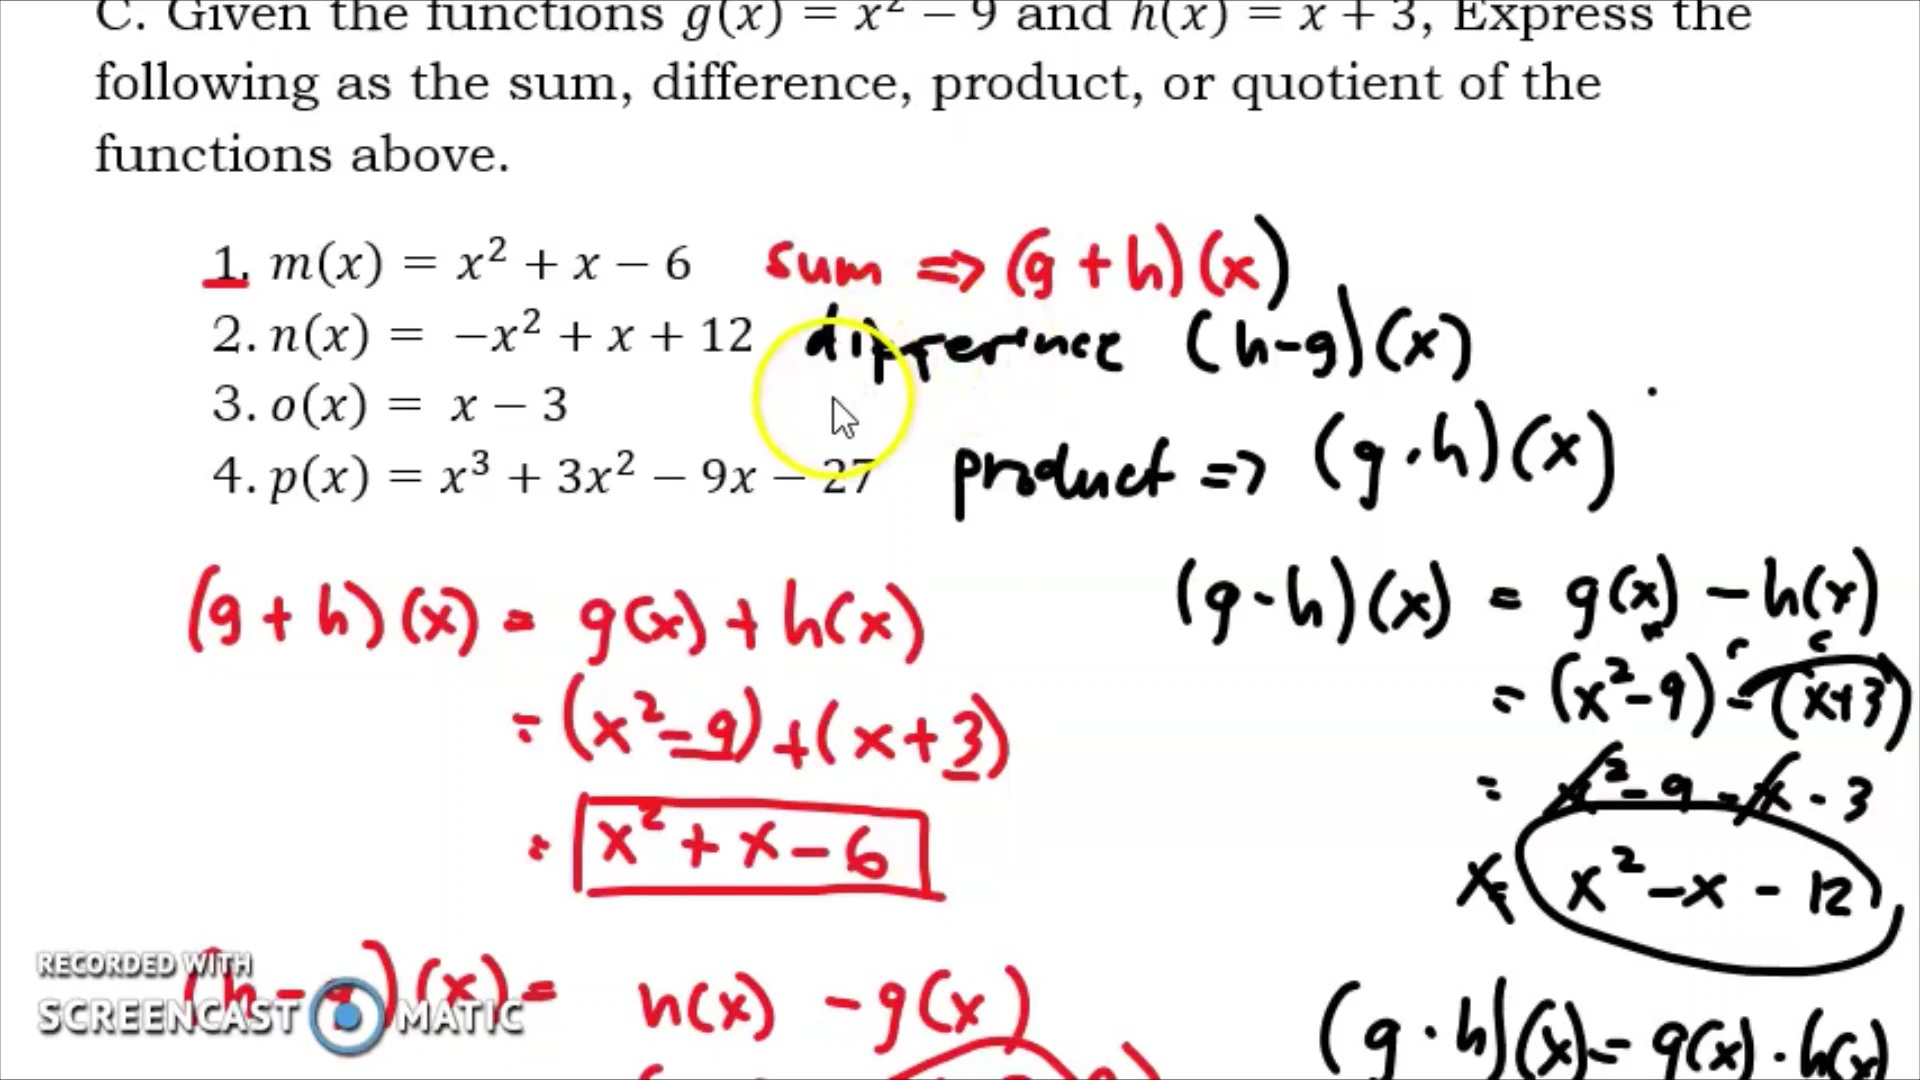 C. Given the functions g(x) = x² − 9 and h(x) = x + 3, Express the
following as the sum, difference, product, or quotient of the
functions above.
1. m(x) = x² + x − 6 sum => (g + h)(x)
2. n(x) = −x² + x + 12 difference (h-g)(x)
3. o(x) = x − 3
4. p(x) = x³ + 3x² − 9x − 27 product => (g·h)(x)
(g + h)(x) = g(x) + h(x)
= (x²-9) + (x+3)
= x² + x - 6
(g-h)(x) = g(x) - h(x)
= (x²-9) - (x+3)
= x²-9-x-3
x² - x - 12
(h-g)(x) = h(x) - g(x)
(g·h)(x) = g(x)·h(x)
RECORDED WITH
SCREENCAST MATIC